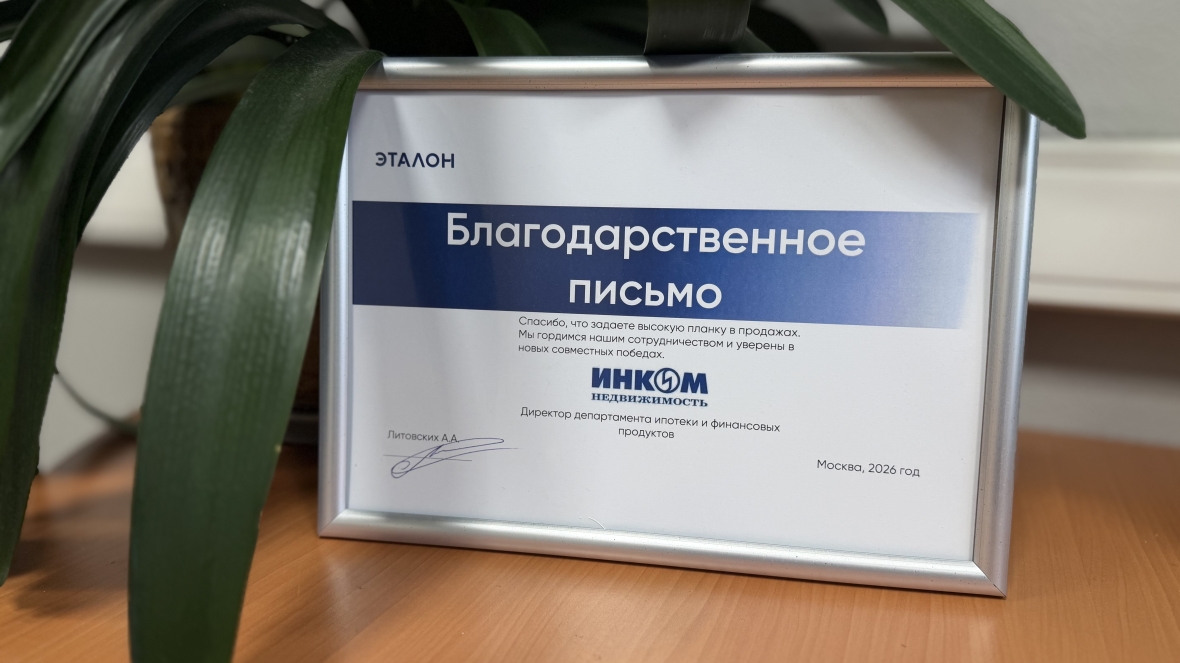 ЭТАЛОН
Благодарственное
письмо
Спасибо, что задаете высокую планку в продажах.
Мы гордимся нашим сотрудничеством и уверены в
новых совместных победах.
ИНКОМ
НЕДВИЖИМОСТЬ
Директор департамента ипотеки и финансовых
продуктов
Литовских А.А.
Москва, 2026 год